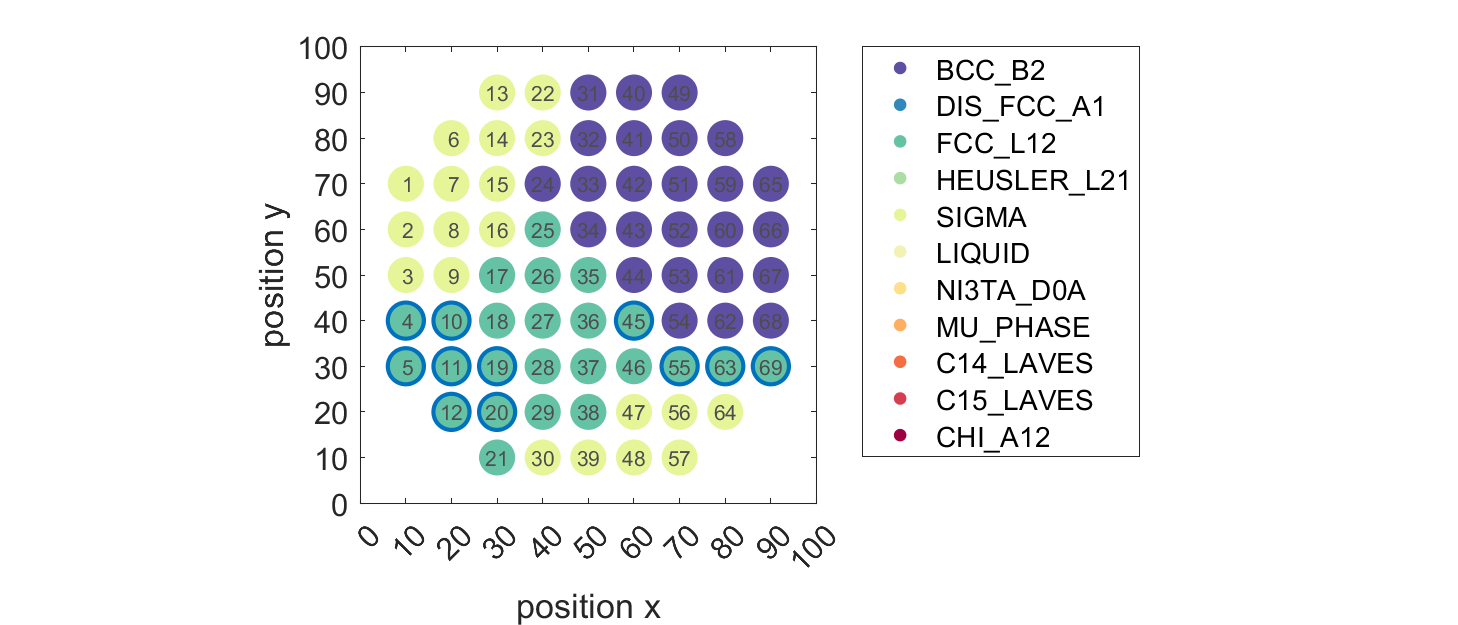 100
90
80
70
60
50
40
30
20
10
0
position y
13 22 31 40 49
6 14 23 32 41 50 58
1 7 15 24 33 42 51 59 65
2 8 16 25 34 43 52 60 66
3 9 17 26 35 44 53 61 67
4 10 18 27 36 45 54 62 68
5 11 19 28 37 46 55 63 69
12 20 29 38 47 56 64
21 30 39 48 57
0 10 20 30 40 50 60 70 80 90 100
position x
BCC_B2
DIS_FCC_A1
FCC_L12
HEUSLER_L21
SIGMA
LIQUID
NI3TA_D0A
MU_PHASE
C14_LAVES
C15_LAVES
CHI_A12